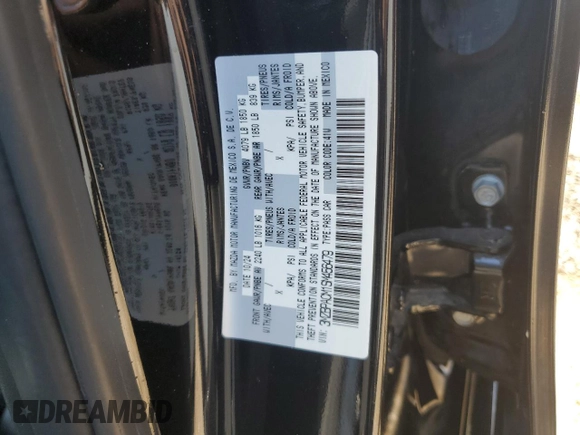 MFD. BY MAZDA MOTOR MANUFACTURING DE MEXICO S.A. DE C.V.
DATE 10/24 GVWR/PNBV 4079 LB 1850 KG
FRONT GAWR/PNBE AV 2240 LB 1016 KG REAR GAWR/PNBE AR 1850 LB 839 KG
WITH/AVEC TIRES/PNEUS WITH/AVEC TIRES/PNEUS
X RIMS/JANTES X RIMS/JANTES
KPA/ PSI COLD/A FROID KPA/ PSI COLD/A FROID
THIS VEHICLE CONFORMS TO ALL APPLICABLE FEDERAL MOTOR VEHICLE SAFETY, BUMPER, AND
THEFT PREVENTION STANDARDS IN EFFECT ON THE DATE OF MANUFACTURE SHOWN ABOVE.
TYPE: PASS CAR COLOR CODE: 41W MADE IN MEXICO
VIN:
DREAMBID